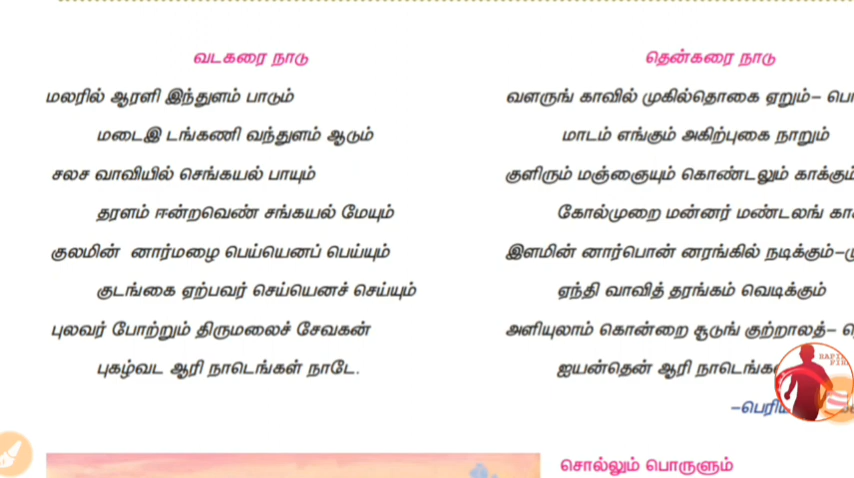 வடகரை நாடு
மலரில் ஆரளி இந்துளம் பாடும்
மடைஇ டங்கணி வந்துளம் ஆடும்
சலச வாவியில் செங்கயல் பாயும்
தரளம் ஈன்றவெண் சங்கயல் மேயும்
குலமின் னார்மழை பெய்யெனப் பெய்யும்
குடங்கை ஏற்பவர் செய்யெனச் செய்யும்
புலவர் போற்றும் திருமலைச் சேவகன்
புகழ்வட ஆரி நாடெங்கள் நாடே.
தென்கரை நாடு
வளருங் காவில் முகில்தொகை ஏறும்–
மாடம் எங்கும் அகிற்புகை நாறும்
குளிரும் மஞ்ஞையும் கொண்டலும் காக்கும்
கோல்முறை மன்னர் மண்டலங்
இளமின் னார்பொன் னரங்கில் நடிக்கும்–
ஏந்தி வாவித் தரங்கம் வெடிக்கும்
அளியுலாம் கொன்றை சூடுங் குற்றாலத்–
ஐயன்தென் ஆரி
சொல்லும் பொருளும்